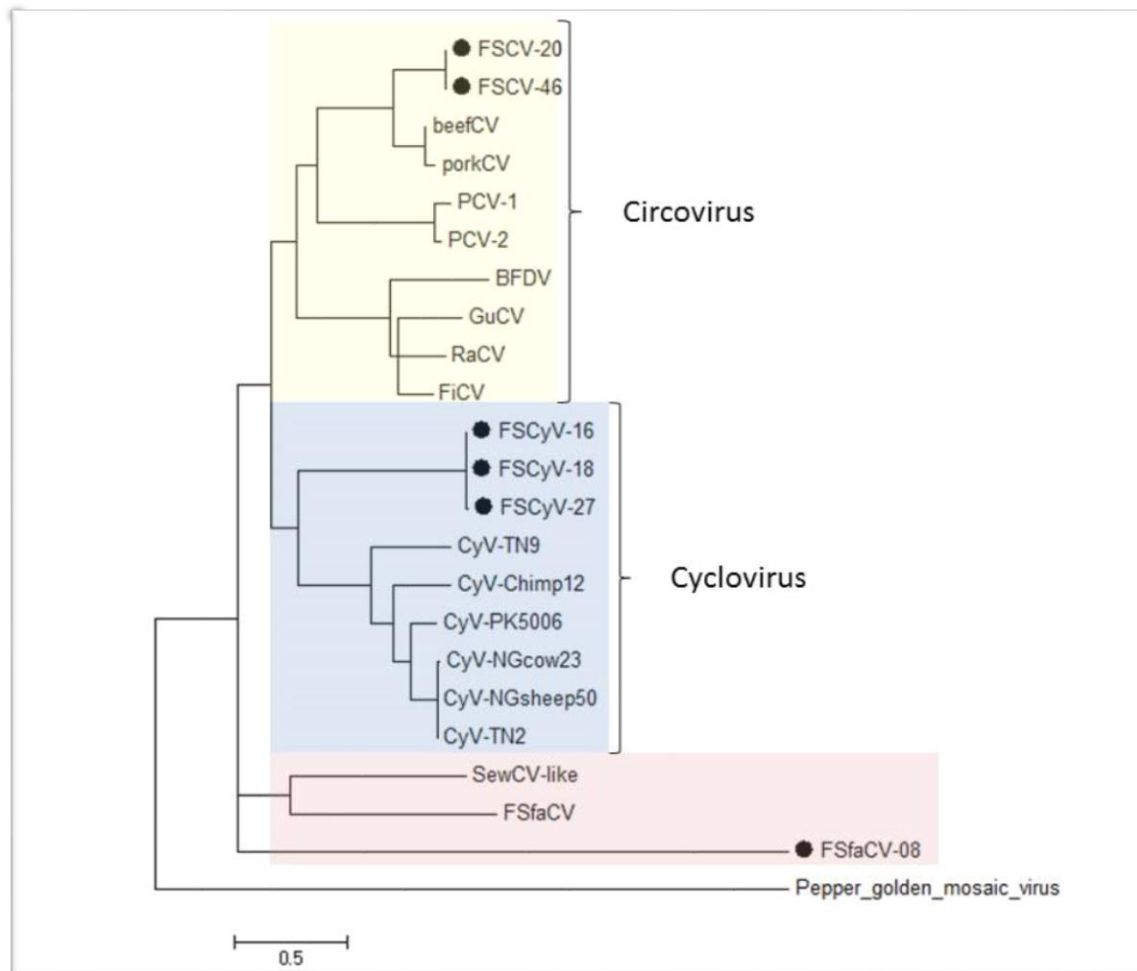 FSCV-20
FSCV-46
beefCV
porkCV
PCV-1
PCV-2
BFDV
GuCV
RaCV
FiCV
Circovirus
FSCyV-16
FSCyV-18
FSCyV-27
CyV-TN9
CyV-Chimp12
CyV-PK5006
CyV-NGcow23
CyV-NGsheep50
CyV-TN2
Cyclovirus
SewCV-like
FSfaCV
FSfaCV-08
Pepper_golden_mosaic_virus
0.5